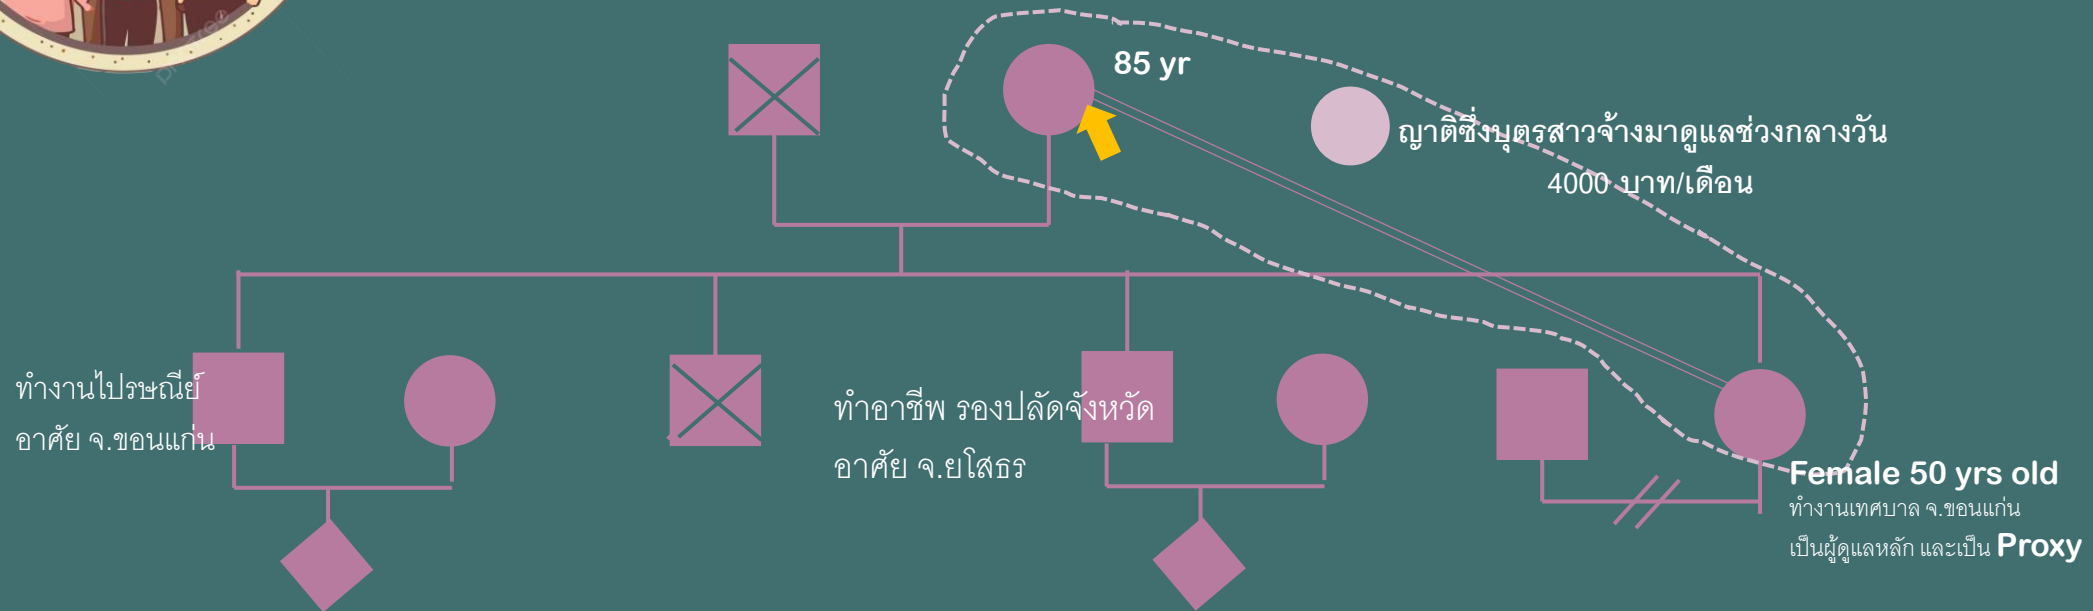 85 yr
ญาติซึ่งบุตรสาวจ้างมาดูแลช่วงกลางวัน
4000 บาท/เดือน
ทำงานไปรษณีย์
อาศัย จ.ขอนแก่น
ทำอาชีพ รองปลัดจังหวัด
อาศัย จ.ยโสธร
Female 50 yrs old
ทำงานเทศบาล จ.ขอนแก่น
เป็นผู้ดูแลหลัก และเป็น Proxy